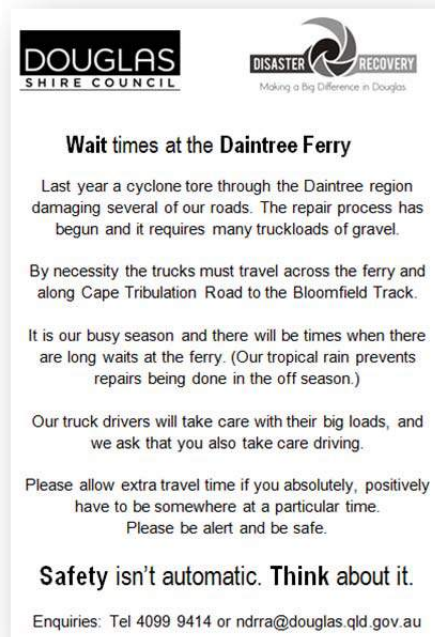 DOUGLAS
SHIRE COUNCIL
DISASTER RECOVERY
Making a Big Difference in Douglas
Wait times at the Daintree Ferry
Last year a cyclone tore through the Daintree region
damaging several of our roads. The repair process has
begun and it requires many truckloads of gravel.
By necessity the trucks must travel across the ferry and
along Cape Tribulation Road to the Bloomfield Track.
It is our busy season and there will be times when there
are long waits at the ferry. (Our tropical rain prevents
repairs being done in the off season.)
Our truck drivers will take care with their big loads, and
we ask that you also take care driving.
Please allow extra travel time if you absolutely, positively
have to be somewhere at a particular time.
Please be alert and be safe.
Safety isn't automatic. Think about it.
Enquiries: Tel 4099 9414 or ndrra@douglas.qld.gov.au